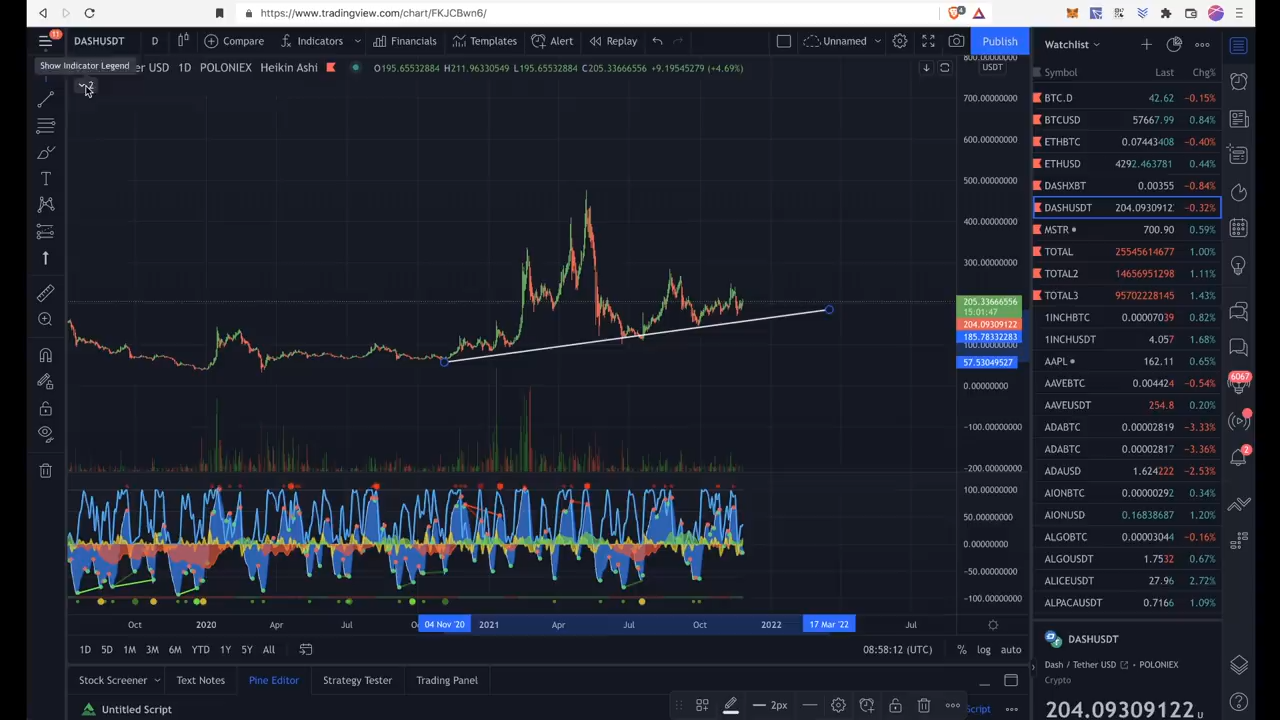 https://www.tradingview.com/chart/FKJCBwn6/
4
11
DASHUSDT
D
Compare
Indicators
Financials
Templates
Alert
Replay
Unnamed
Publish
Show Indicator Legend
er USD 1D POLONIEX Heikin Ashi
O195.65532884 H211.96330549 L195.65532884 C205.33666556 +9.19545279 (+4.69%)
2
USDT
800.00000000
700.00000000
500.00000000
400.00000000
300.00000000
205.33666556
15:01:47
204.09309122
185.78332283
100.00000000
57.53049527
0.00000000
-100.00000000
-200.00000000
100.00000000
50.00000000
0.00000000
-50.00000000
-100.00000000
Oct 2020 Apr Jul 04 Nov '20 2021 Apr Jul Oct 2022 17 Mar '22 Jul
1D 5D 1M 3M 6M YTD 1Y 5Y All
08:58:12 (UTC) % log auto
Stock Screener Text Notes Pine Editor Strategy Tester Trading Panel
Untitled Script
2px
Script
Watchlist
Symbol Last Chg%
BTC.D 42.62 −0.15%
BTCUSD 57667.99 0.84%
ETHBTC 0.07443408 −0.40%
ETHUSD 4292.463781 0.44%
DASHXBT 0.00355 −0.84%
DASHUSDT 204.0930912 −0.32%
MSTR 700.90 0.59%
TOTAL 25545614677 1.00%
TOTAL2 14656951298 1.11%
TOTAL3 95702228145 1.43%
1INCHBTC 0.00007039 0.82%
1INCHUSDT 4.057 1.68%
AAPL 162.11 0.65%
AAVEBTC 0.004424 −0.54%
AAVEUSDT 254.8 0.20%
ADABTC 0.00002819 −3.33%
ADABTC 0.00002817 −3.36%
ADAUSD 1.624222 −2.53%
AIONBTC 0.00000292 0.34%
AIONUSD 0.16838687 1.20%
ALGOBTC 0.00003044 −0.16%
ALGOUSD 1.7532 0.67%
ALICEUSD 27.96 2.72%
ALPACAUSDT 0.7166 1.09%
6067
2
DASHUSDT
Dash / Tether USD POLONIEX
Crypto
204.09309122 U